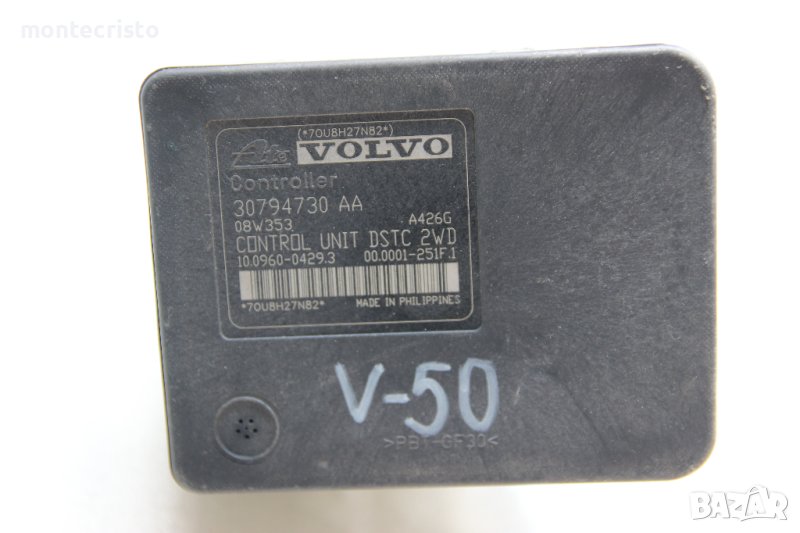 montecristo
(*70U8H27N82*)
Ate VOLVO
Controller
30794730 AA
08W353 A426G
CONTROL UNIT DSTC 2WD
10.0960-0429.3 00.0001-251F.1
*70U8H27N82* MADE IN PHILIPPINES
V-50
>PBT-GF30<
BAZAR